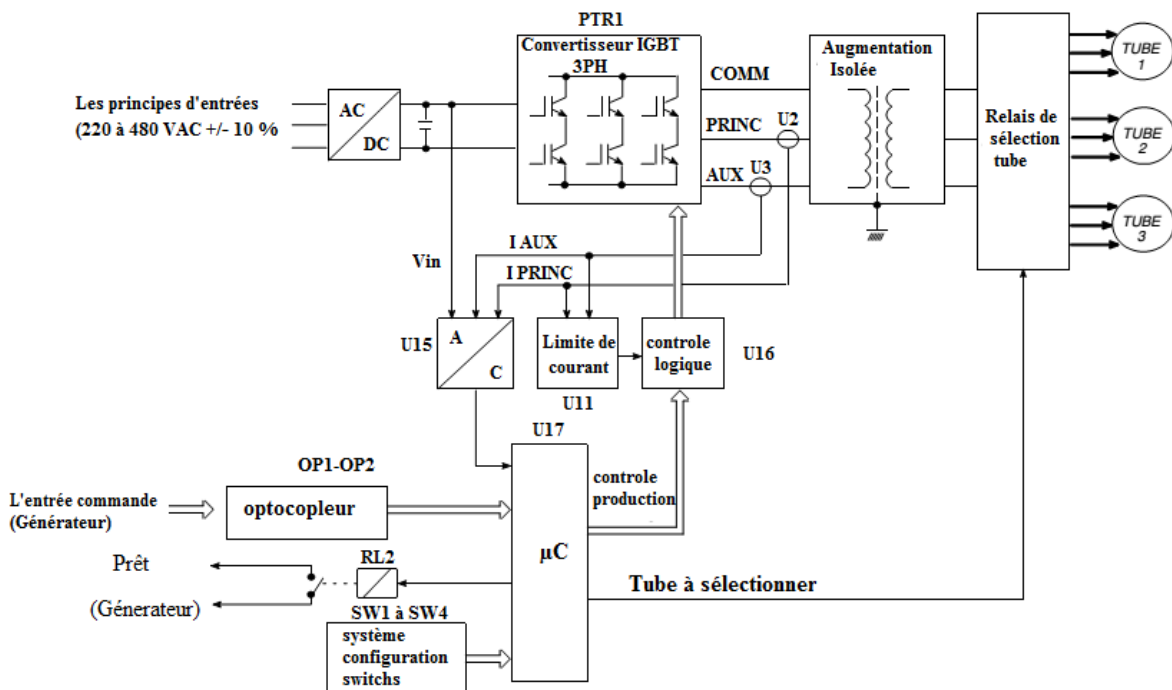 PTR1
Convertisseur IGBT
3PH
Augmentation
Isolée
COMM
TUBE
1
Les principes d'entrées
(220 à 480 VAC +/- 10 %
AC
DC
PRINC
U2
Relais de
sélection
tube
TUBE
2
AUX
U3
TUBE
3
I AUX
Vin
I PRINC
U15
A
C
Limite de
courant
controle
logique
U16
U11
U17
OP1-OP2
controle
production
L'entrée commande
(Générateur)
optocopleur
µC
Prêt
RL2
Tube à sélectionner
(Génerateur)
SW1 à SW4
système
configuration
switchs